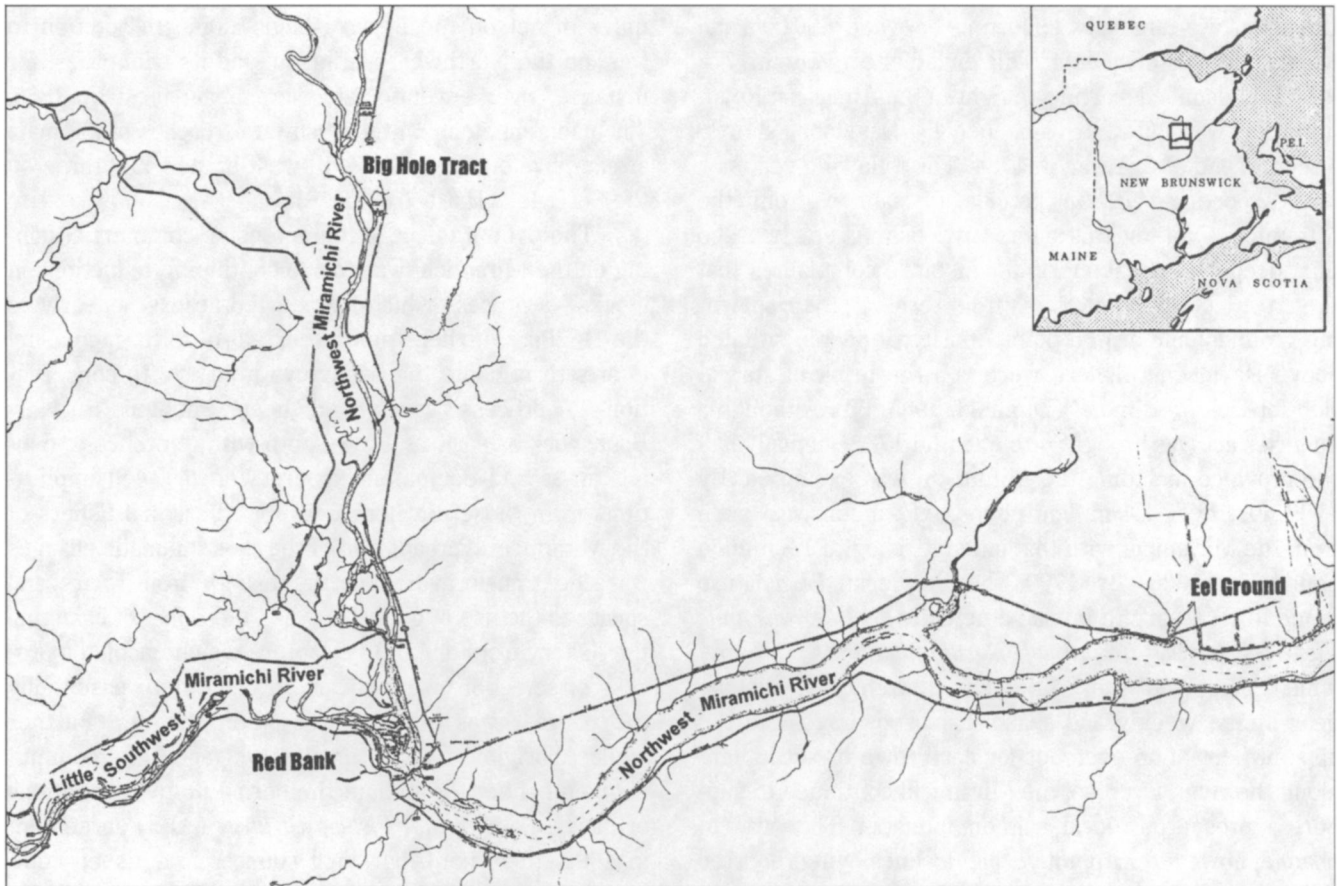 QUEBEC
P.E.I.
NEW BRUNSWICK
MAINE
NOVA SCOTIA
Big Hole Tract
Northwest Miramichi River
Eel Ground
Miramichi River
Little Southwest
Red Bank
Northwest Miramichi River